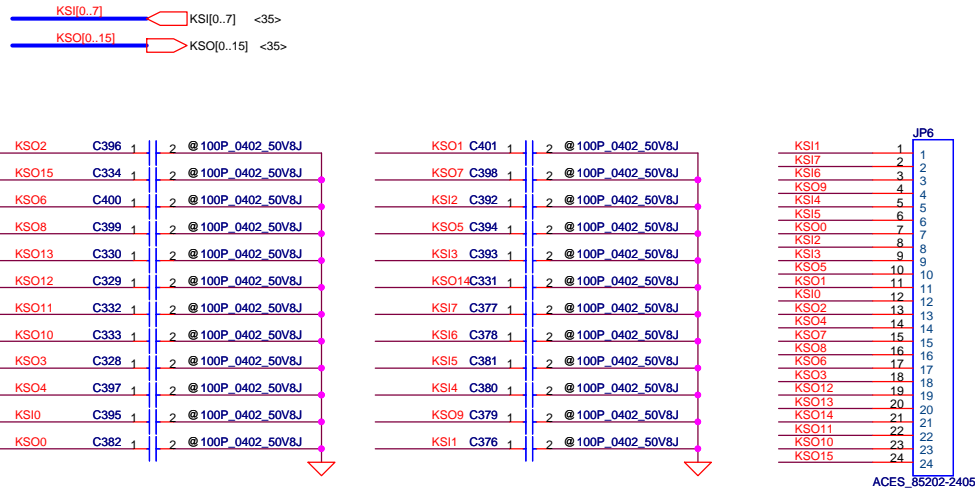 KSI[0..7] KSI[0..7] <35>
KSO[0..15] KSO[0..15] <35>
KSO2 C396 1 2 @100P_0402_50V8J
KSO15 C334 1 2 @100P_0402_50V8J
KSO6 C400 1 2 @100P_0402_50V8J
KSO8 C399 1 2 @100P_0402_50V8J
KSO13 C330 1 2 @100P_0402_50V8J
KSO12 C329 1 2 @100P_0402_50V8J
KSO11 C332 1 2 @100P_0402_50V8J
KSO10 C333 1 2 @100P_0402_50V8J
KSO3 C328 1 2 @100P_0402_50V8J
KSO4 C397 1 2 @100P_0402_50V8J
KSI0 C395 1 2 @100P_0402_50V8J
KSO0 C382 1 2 @100P_0402_50V8J
KSO1 C401 1 2 @100P_0402_50V8J
KSO7 C398 1 2 @100P_0402_50V8J
KSI2 C392 1 2 @100P_0402_50V8J
KSO5 C394 1 2 @100P_0402_50V8J
KSI3 C393 1 2 @100P_0402_50V8J
KSO14 C331 1 2 @100P_0402_50V8J
KSI7 C377 1 2 @100P_0402_50V8J
KSI6 C378 1 2 @100P_0402_50V8J
KSI5 C381 1 2 @100P_0402_50V8J
KSI4 C380 1 2 @100P_0402_50V8J
KSO9 C379 1 2 @100P_0402_50V8J
KSI1 C376 1 2 @100P_0402_50V8J
JP6
KSI1 1 1
KSI7 2 2
KSI6 3 3
KSO9 4 4
KSI4 5 5
KSI5 6 6
KSO0 7 7
KSI2 8 8
KSI3 9 9
KSO5 10 10
KSO1 11 11
KSI0 12 12
KSO2 13 13
KSO4 14 14
KSO7 15 15
KSO8 16 16
KSO6 17 17
KSO3 18 18
KSO12 19 19
KSO13 20 20
KSO14 21 21
KSO11 22 22
KSO10 23 23
KSO15 24 24
ACES_85202-2405